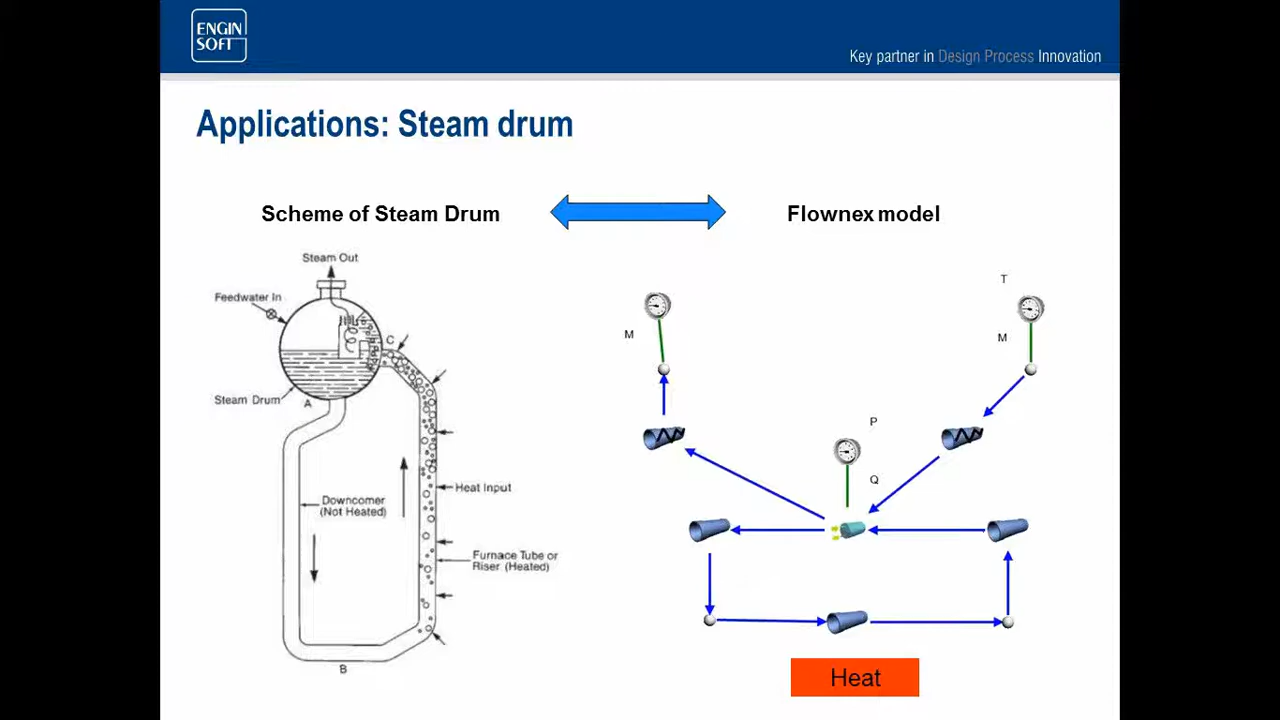 ENGIN
SOFT
Key partner in Design Process Innovation
Applications: Steam drum
Scheme of Steam Drum
Flownex model
Steam Out
Feedwater In
C
Steam Drum
A
Downcomer
(Not Heated)
Heat Input
Furnace Tube or
Riser (Heated)
B
M
T
M
P
Q
Heat